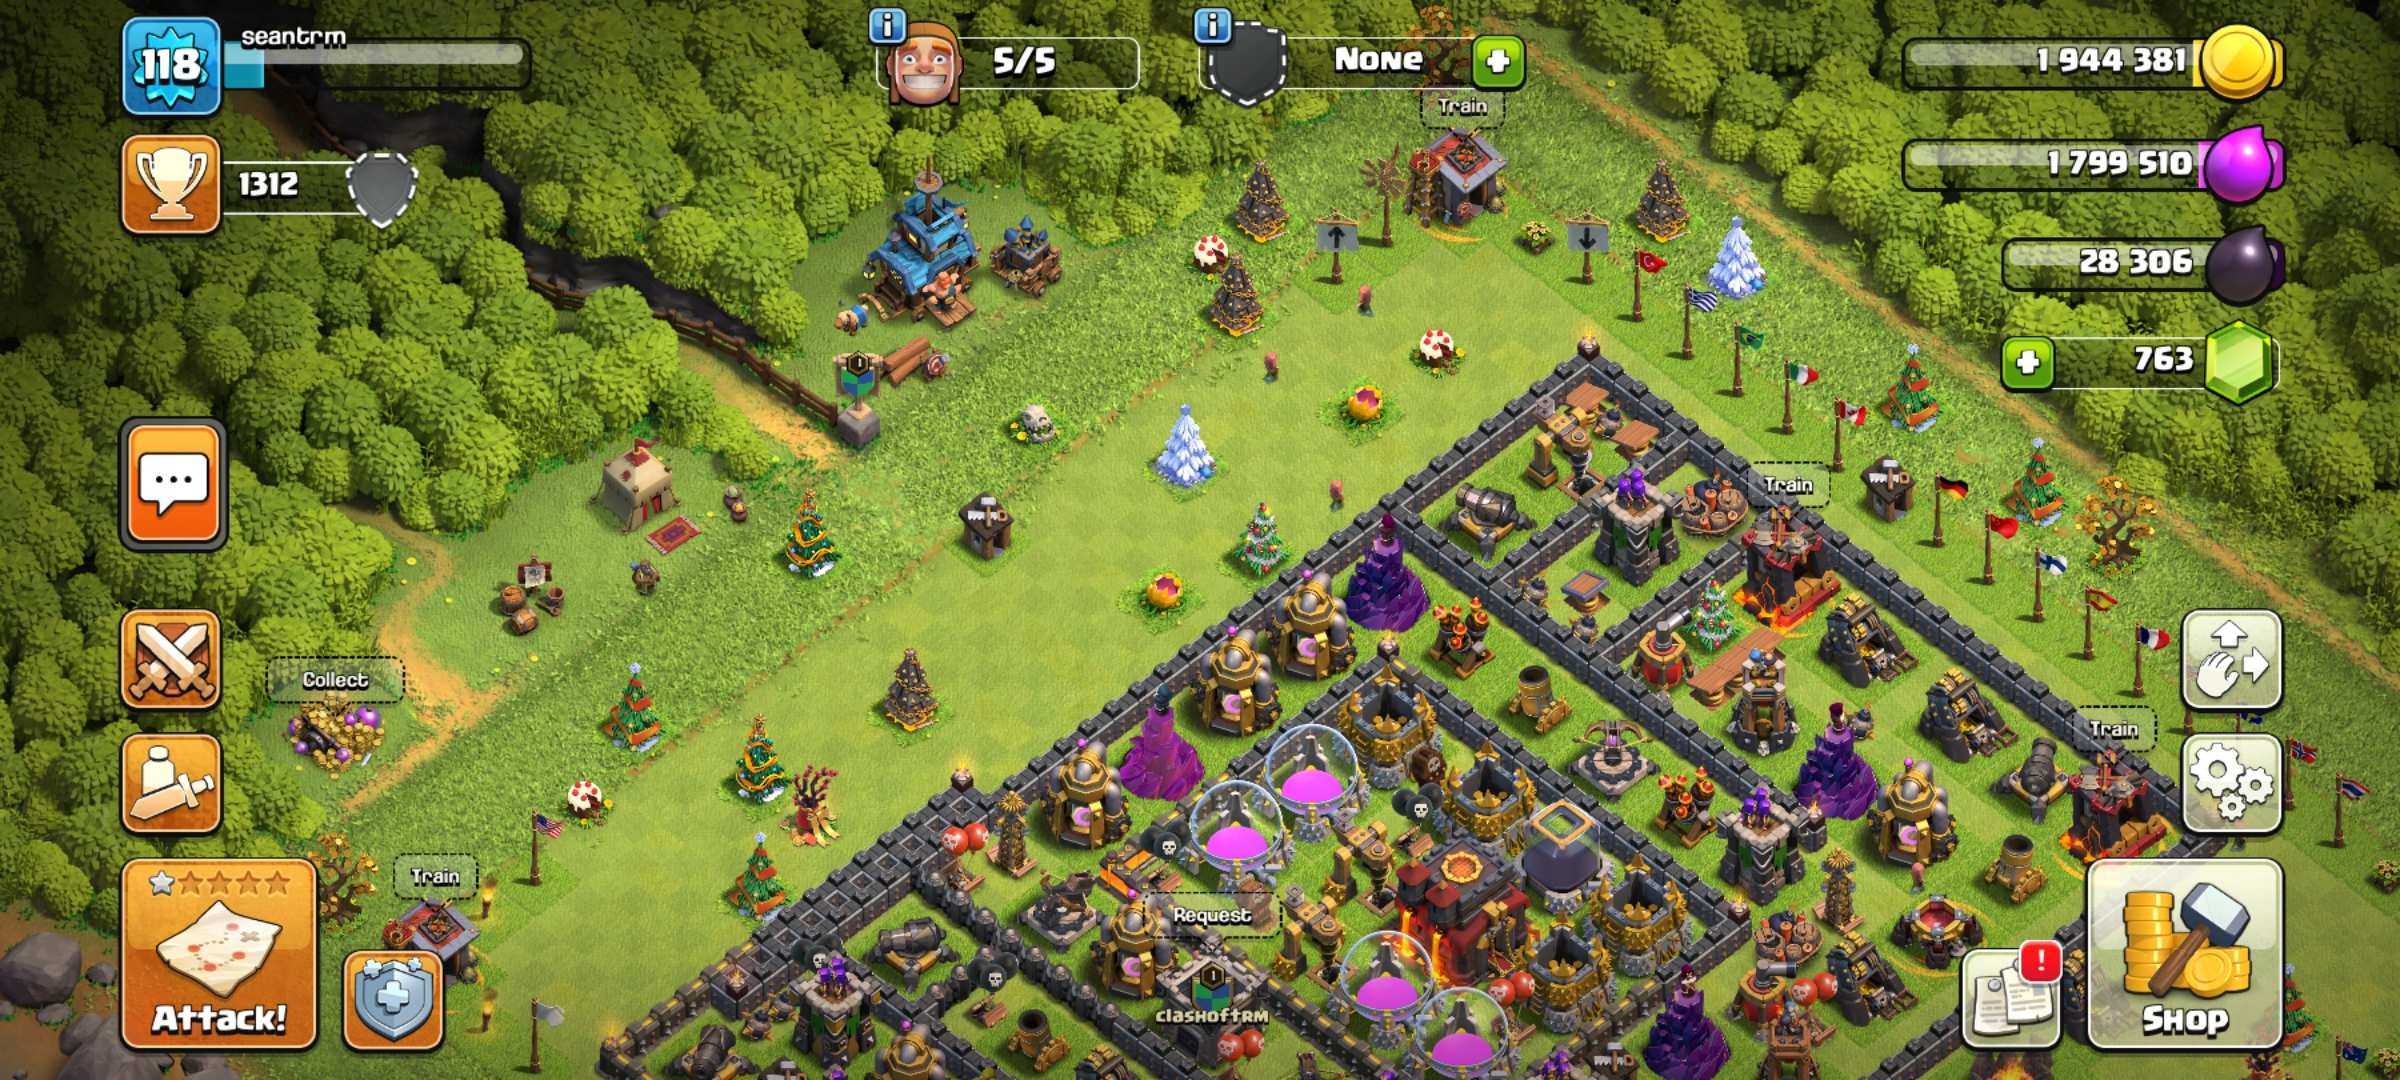 118
seantrm
5/5
None
1 944 381
1312
Train
1 799 510
28 306
763
Train
Collect
Train
Train
Request
clashoftrm
Attack!
Shop